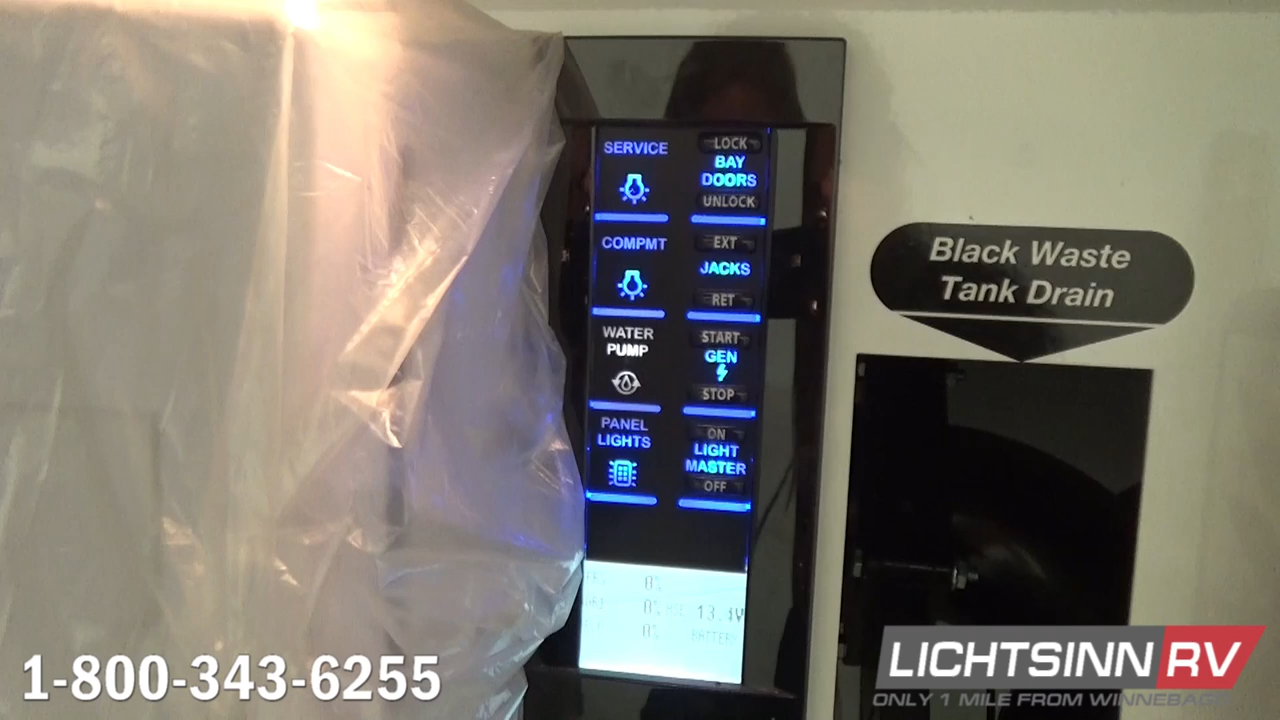 SERVICE
LOCK
BAY
DOORS
UNLOCK
COMPMT
EXT
JACKS
RET
WATER
PUMP
START
GEN
STOP
PANEL
LIGHTS
ON
LIGHT
MASTER
OFF
0%
0%
0%
BATTERY
Black Waste
Tank Drain
1-800-343-6255
LICHTSINN RV
ONLY 1 MILE FROM WINNEBAGO